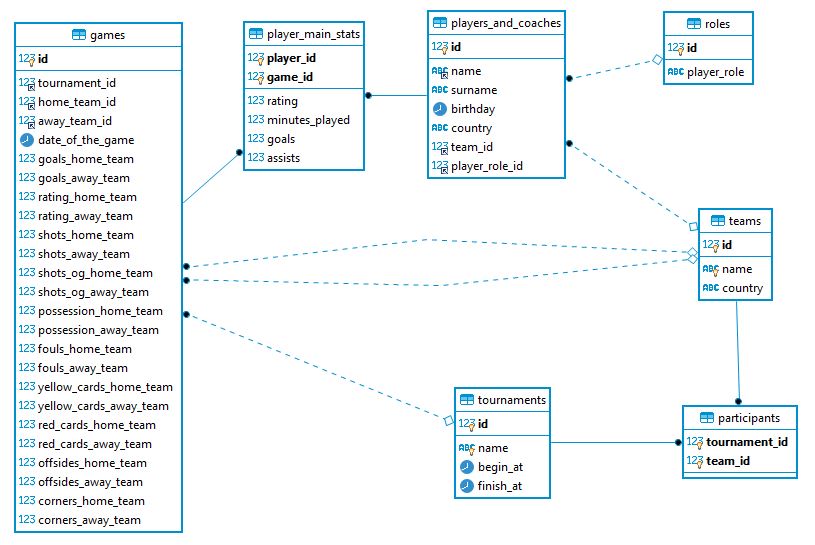 games
123 id
123 tournament_id
123 home_team_id
123 away_team_id
date_of_the_game
123 goals_home_team
123 goals_away_team
123 rating_home_team
123 rating_away_team
123 shots_home_team
123 shots_away_team
123 shots_og_home_team
123 shots_og_away_team
123 possession_home_team
123 possession_away_team
123 fouls_home_team
123 fouls_away_team
123 yellow_cards_home_team
123 yellow_cards_away_team
123 red_cards_home_team
123 red_cards_away_team
123 offsides_home_team
123 offsides_away_team
123 corners_home_team
123 corners_away_team
player_main_stats
123 player_id
123 game_id
123 rating
123 minutes_played
123 goals
123 assists
players_and_coaches
123 id
ABC name
ABC surname
birthday
ABC country
123 team_id
123 player_role_id
roles
123 id
ABC player_role
teams
123 id
ABC name
ABC country
tournaments
123 id
ABC name
begin_at
finish_at
participants
123 tournament_id
123 team_id